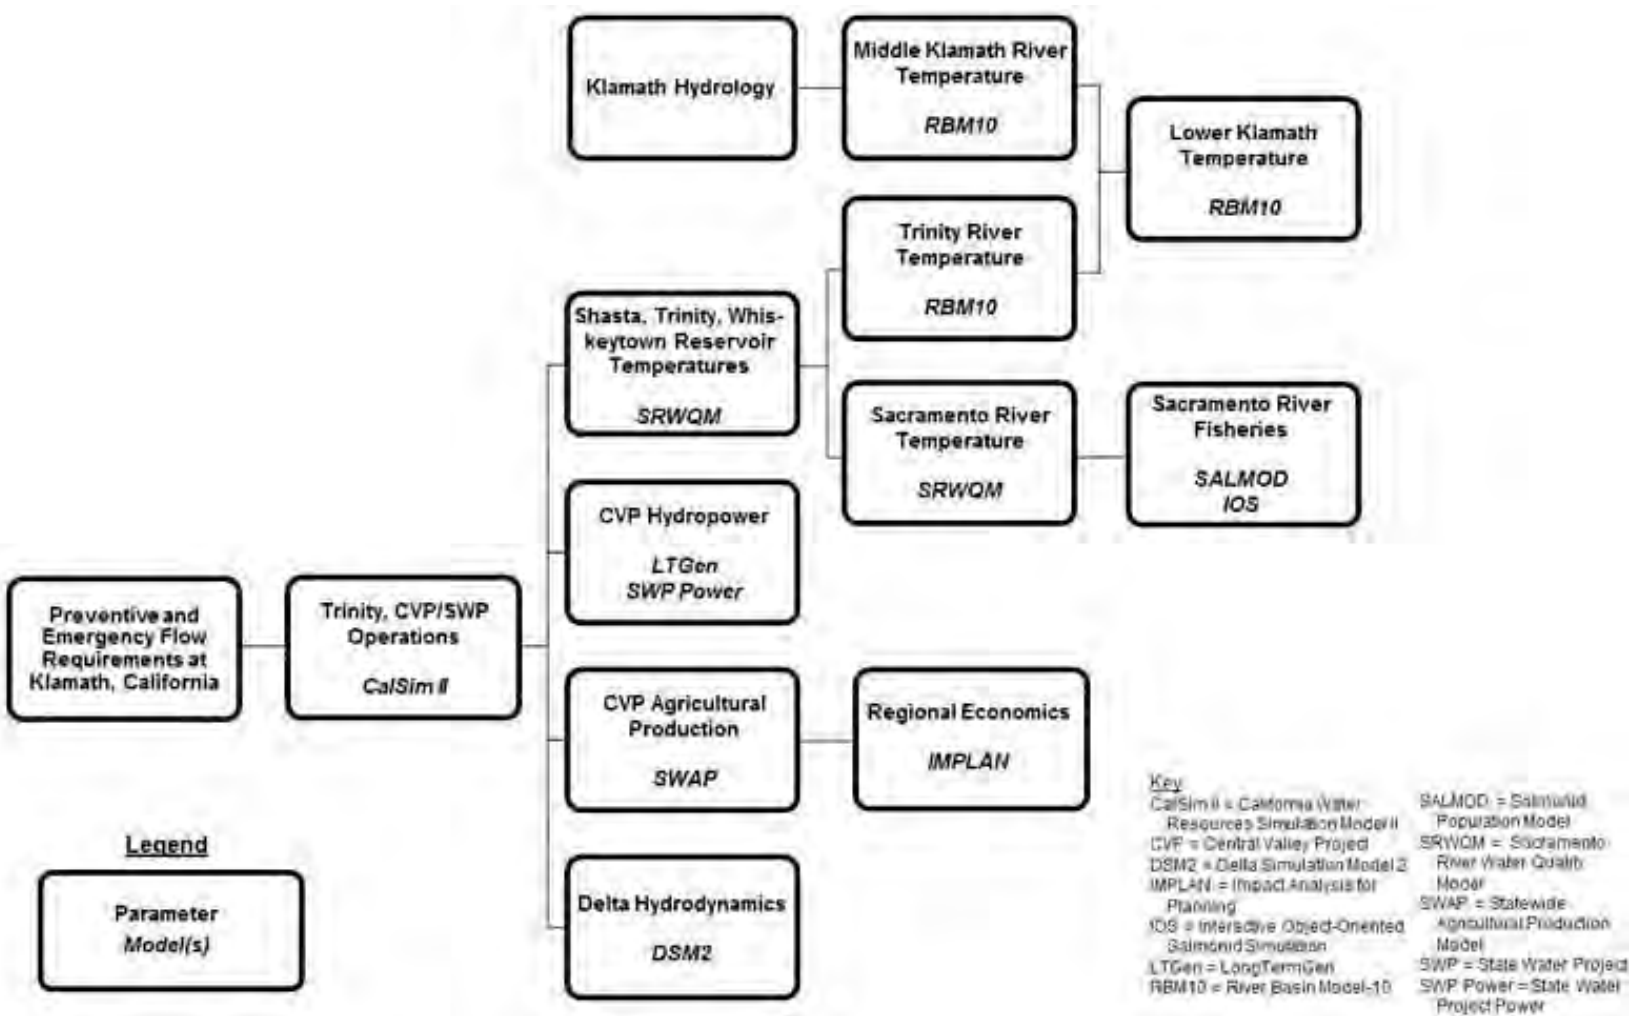 Klamath Hydrology
Middle Klamath River
Temperature
RBM10
Lower Klamath
Temperature
RBM10
Trinity River
Temperature
RBM10
Shasta, Trinity, Whis-
keytown Reservoir
Temperatures
SRWQM
Sacramento River
Temperature
SRWQM
Sacramento River
Fisheries
SALMOD
IOS
CVP Hydropower
LTGen
SWP Power
Preventive and
Emergency Flow
Requirements at
Klamath, California
Trinity, CVP/SWP
Operations
CalSim II
CVP Agricultural
Production
SWAP
Regional Economics
IMPLAN
Delta Hydrodynamics
DSM2
Legend
Parameter
Model(s)
Key
CalSim II = California Water
Resources Simulation Model II
CVP = Central Valley Project
DSM2 = Delta Simulation Model 2
IMPLAN = Impact Analysis for
Planning
IOS = Interactive Object-Oriented
Salmonid Simulation
LTGen = LongTermGen
RBM10 = River Basin Model-10
SALMOD = Salmonid
Population Model
SRWQM = Sacramento
River Water Quality
Model
SWAP = Statewide
Agricultural Production
Model
SWP = State Water Project
SWP Power = State Water
Project Power